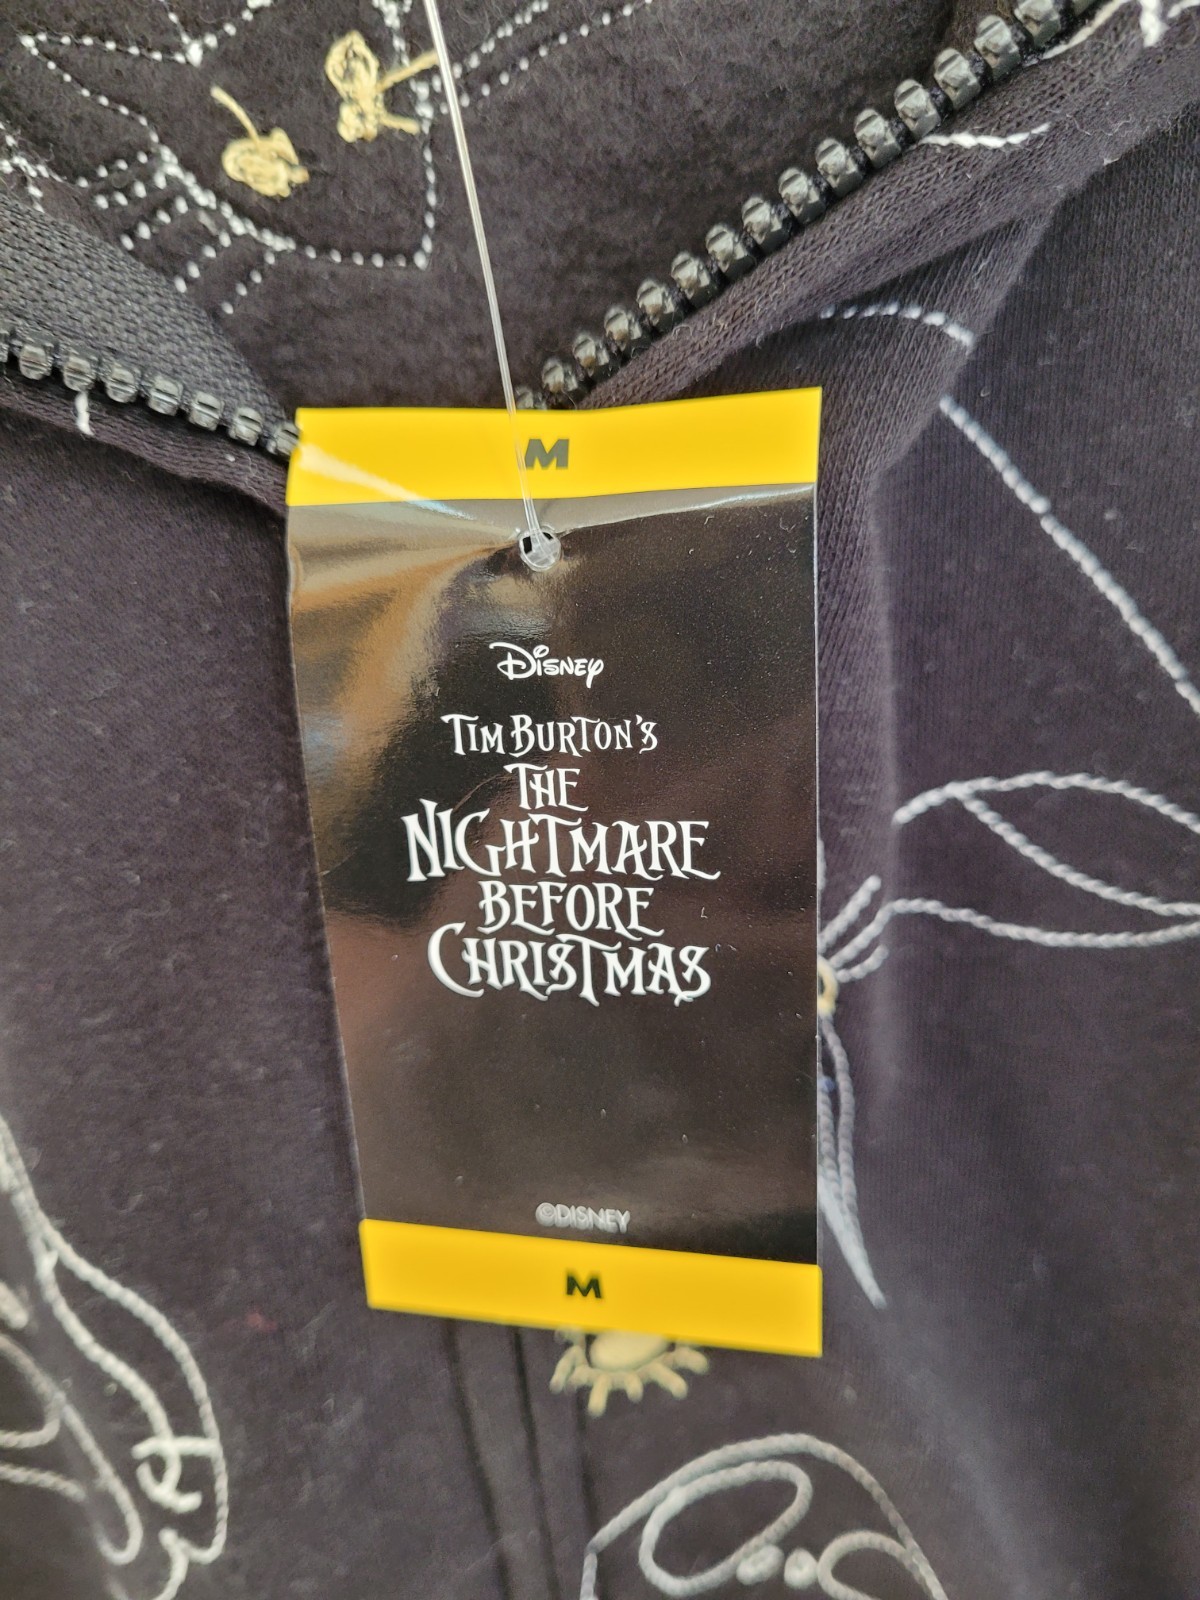 M
Disney
Tim Burton's
The
Nightmare
Before
Christmas
©DISNEY
M